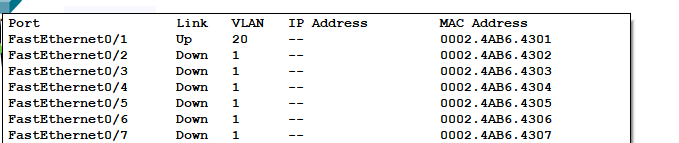 Port Link VLAN IP Address MAC Address
FastEthernet0/1 Up 20 -- 0002.4AB6.4301
FastEthernet0/2 Down 1 -- 0002.4AB6.4302
FastEthernet0/3 Down 1 -- 0002.4AB6.4303
FastEthernet0/4 Down 1 -- 0002.4AB6.4304
FastEthernet0/5 Down 1 -- 0002.4AB6.4305
FastEthernet0/6 Down 1 -- 0002.4AB6.4306
FastEthernet0/7 Down 1 -- 0002.4AB6.4307